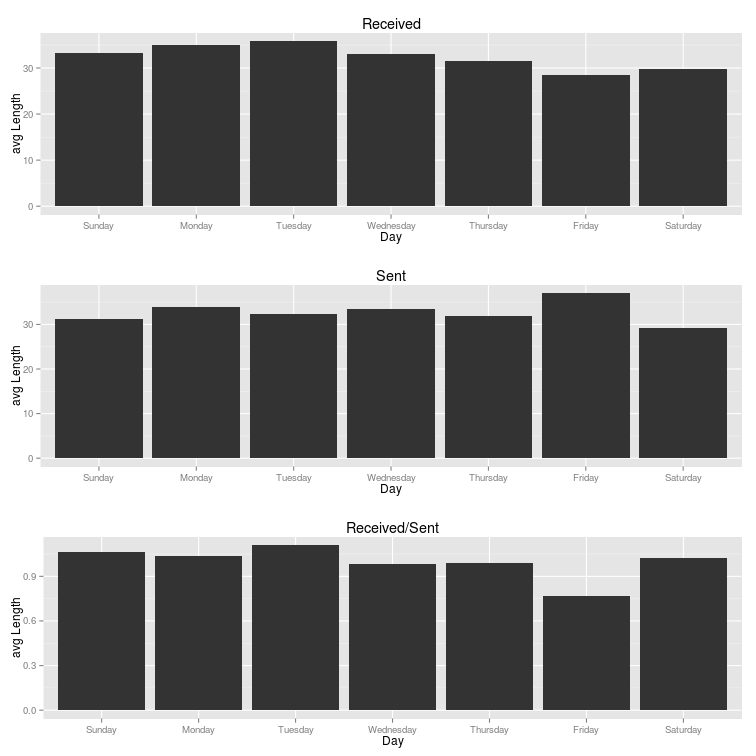 Received
avg Length
30
20
10
0
Sunday Monday Tuesday Wednesday Thursday Friday Saturday
Day
Sent
avg Length
30
20
10
0
Sunday Monday Tuesday Wednesday Thursday Friday Saturday
Day
Received/Sent
avg Length
0.9
0.6
0.3
0.0
Sunday Monday Tuesday Wednesday Thursday Friday Saturday
Day